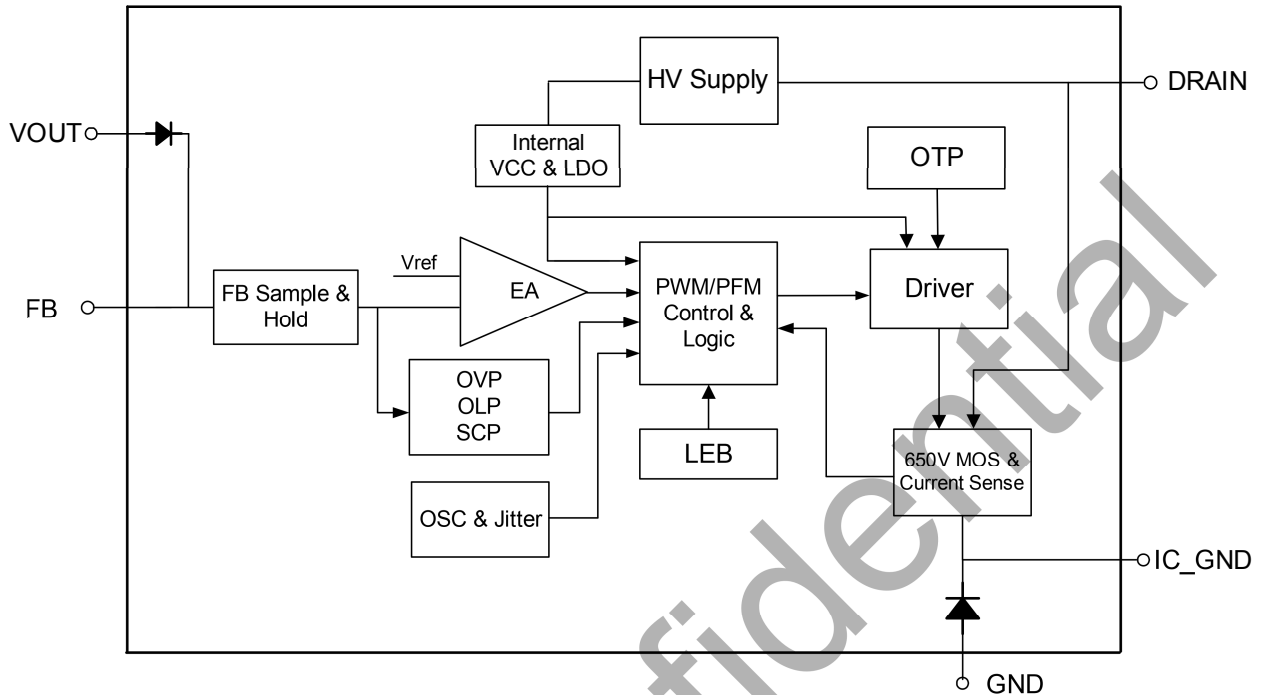 HV Supply
DRAIN
VOUT
Internal
VCC & LDO
OTP
Vref
EA
FB
FB Sample &
Hold
PWM/PFM
Control &
Logic
Driver
OVP
OLP
SCP
LEB
650V MOS &
Current Sense
OSC & Jitter
IC_GND
GND
nfidential